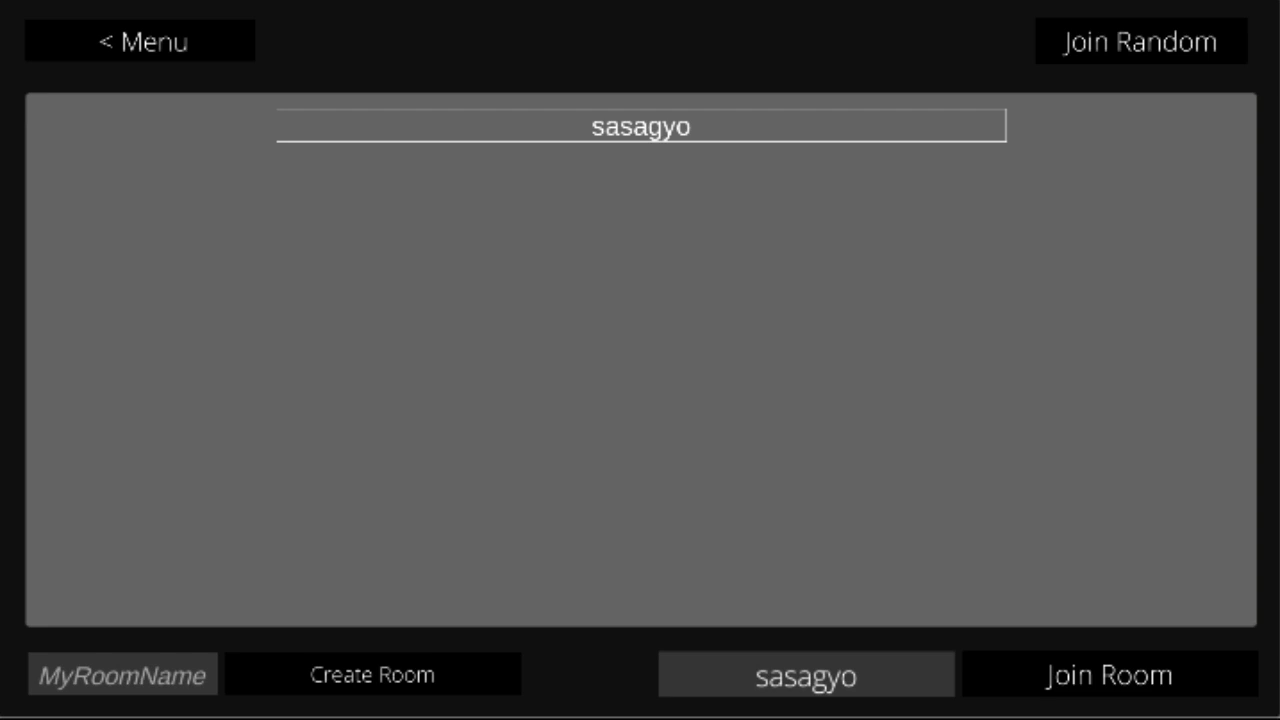 < Menu
Join Random
sasagyo
MyRoomName
Create Room
sasagyo
Join Room